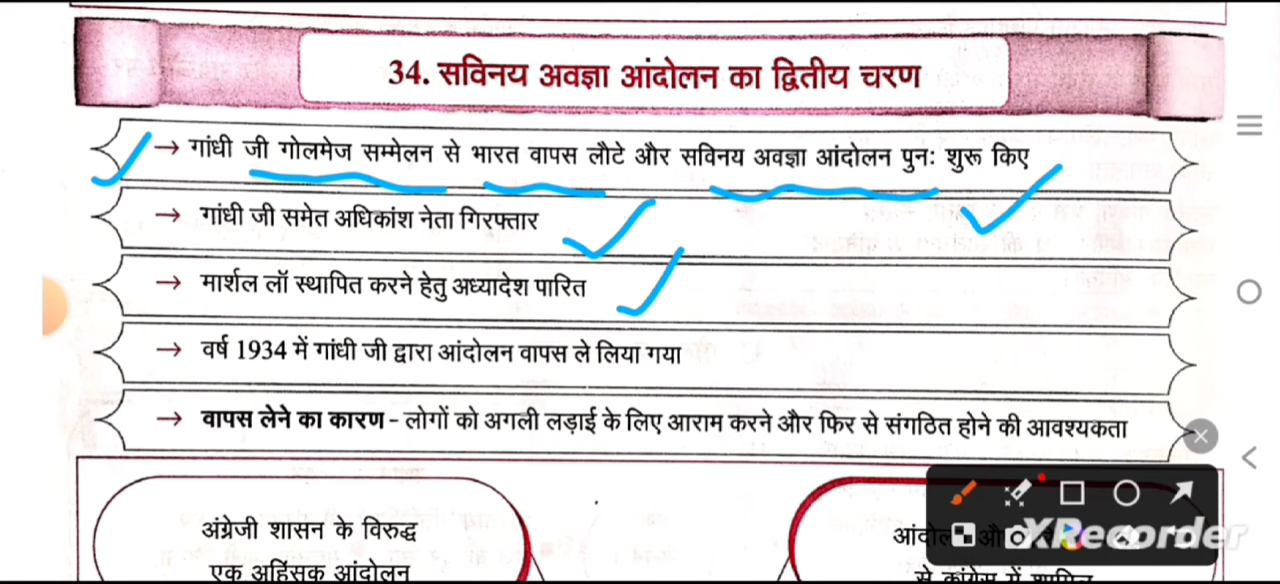 34. सविनय अवज्ञा आंदोलन का द्वितीय चरण
→ गांधी जी गोलमेज सम्मेलन से भारत वापस लौटे और सविनय अवज्ञा आंदोलन पुनः शुरू किए
→ गांधी जी समेत अधिकांश नेता गिरफ्तार
→ मार्शल लॉ स्थापित करने हेतु अध्यादेश पारित
→ वर्ष 1934 में गांधी जी द्वारा आंदोलन वापस ले लिया गया
→ वापस लेने का कारण – लोगों को अगली लड़ाई के लिए आराम करने और फिर से संगठित होने की आवश्यकता
अंग्रेजी शासन के विरुद्ध
एक अहिंसक आंदोलन
XRecorder
से कांग्रेस में